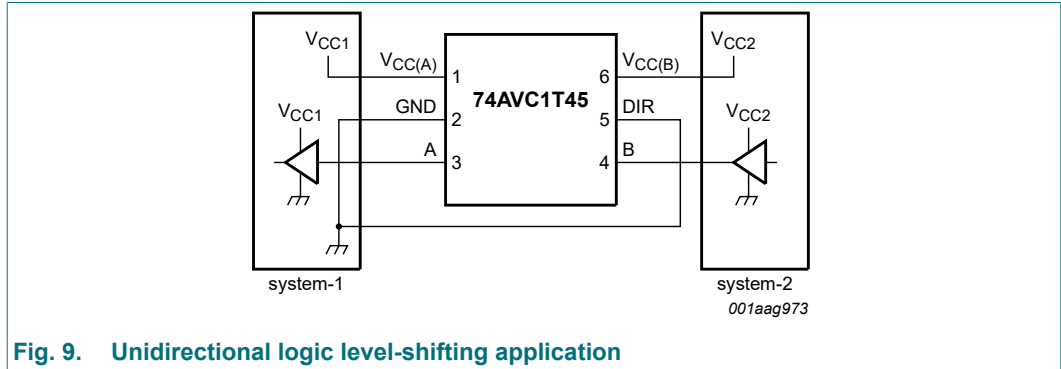 VCC1
VCC(A)
1
GND
2
VCC1
A
3
74AVC1T45
VCC2
VCC(B)
6
DIR
5
VCC2
B
4
system-1
system-2
001aag973
Fig. 9. Unidirectional logic level-shifting application